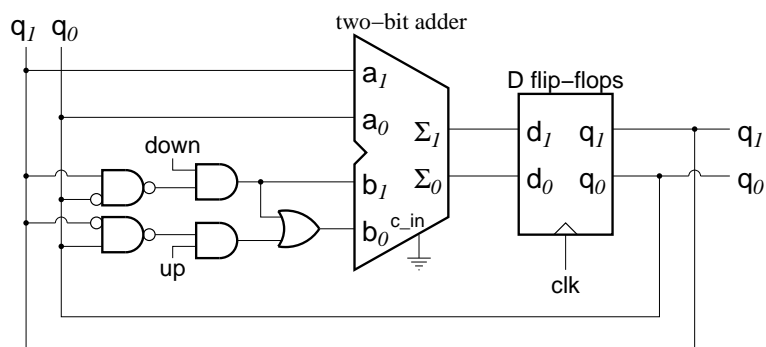 two−bit adder
q1 q0
D flip−flops
a1
a0
Σ1 d1 q1 q1
down
Σ0 d0 q0 q0
b1
c_in
b0
up
clk